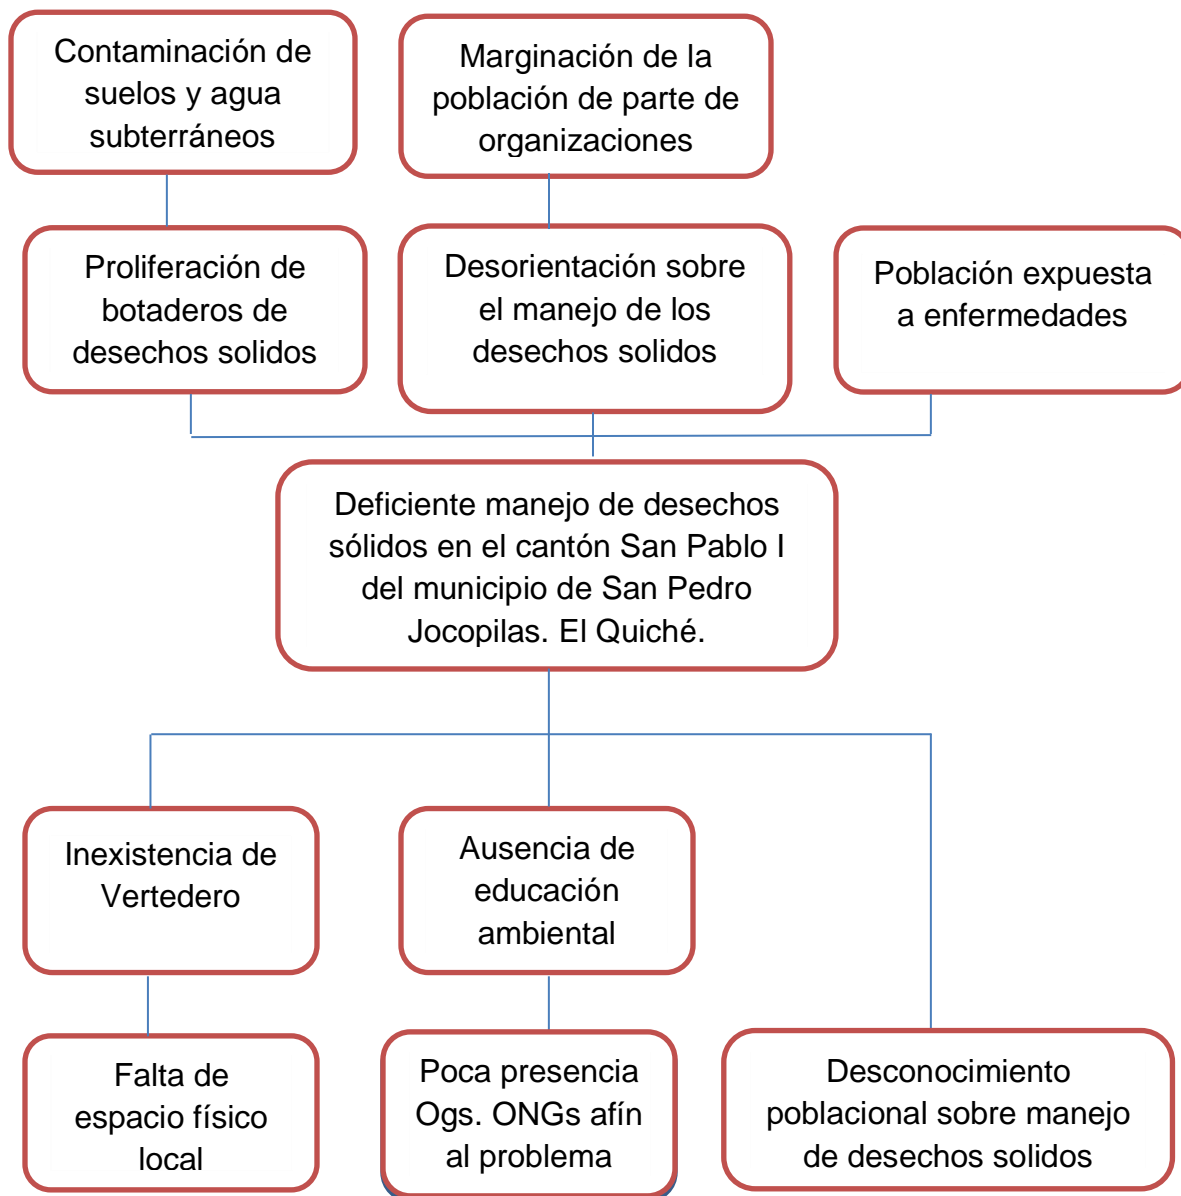 Contaminación de
suelos y agua
subterráneos
Marginación de la
población de parte de
organizaciones
Proliferación de
botaderos de
desechos solidos
Desorientación sobre
el manejo de los
desechos solidos
Población expuesta
a enfermedades
Deficiente manejo de desechos
sólidos en el cantón San Pablo I
del municipio de San Pedro
Jocopilas. El Quiché.
Inexistencia de
Vertedero
Ausencia de
educación
ambiental
Falta de
espacio físico
local
Poca presencia
Ogs. ONGs afín
al problema
Desconocimiento
poblacional sobre manejo
de desechos solidos